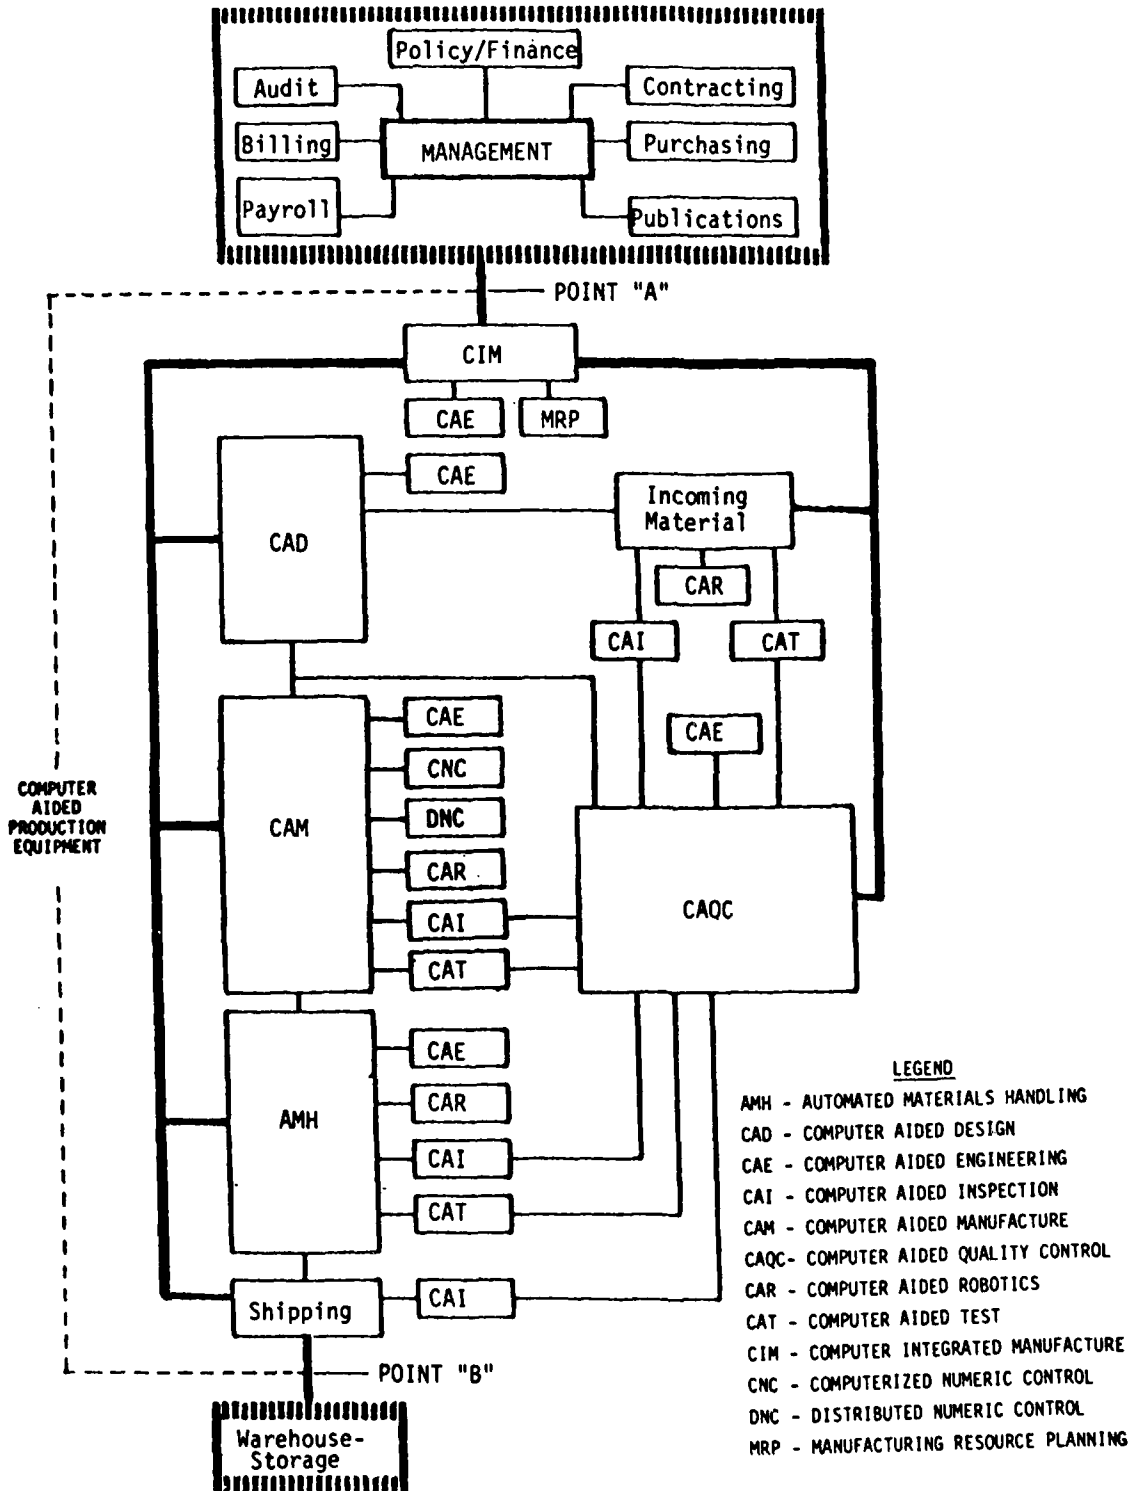 Policy/Finance
Audit
Contracting
Billing
MANAGEMENT
Purchasing
Payroll
Publications
POINT "A"
CIM
CAE
MRP
CAD
CAE
Incoming
Material
CAR
CAI
CAT
CAE
CAM
CAE
CNC
DNC
CAR
CAI
CAT
CAQC
COMPUTER
AIDED
PRODUCTION
EQUIPMENT
AMH
CAE
CAR
CAI
CAT
Shipping
CAI
POINT "B"
Warehouse-
Storage
LEGEND
AMH - AUTOMATED MATERIALS HANDLING
CAD - COMPUTER AIDED DESIGN
CAE - COMPUTER AIDED ENGINEERING
CAI - COMPUTER AIDED INSPECTION
CAM - COMPUTER AIDED MANUFACTURE
CAQC- COMPUTER AIDED QUALITY CONTROL
CAR - COMPUTER AIDED ROBOTICS
CAT - COMPUTER AIDED TEST
CIM - COMPUTER INTEGRATED MANUFACTURE
CNC - COMPUTERIZED NUMERIC CONTROL
DNC - DISTRIBUTED NUMERIC CONTROL
MRP - MANUFACTURING RESOURCE PLANNING